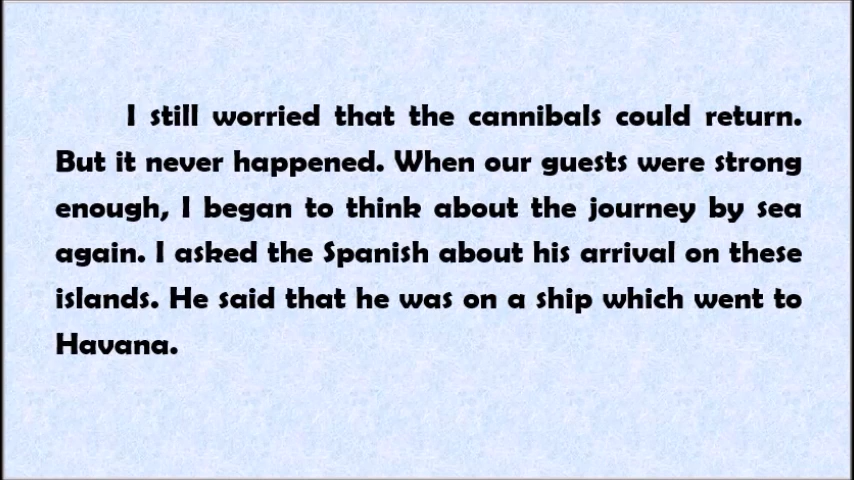 I still worried that the cannibals could return.
But it never happened. When our guests were strong
enough, I began to think about the journey by sea
again. I asked the Spanish about his arrival on these
islands. He said that he was on a ship which went to
Havana.